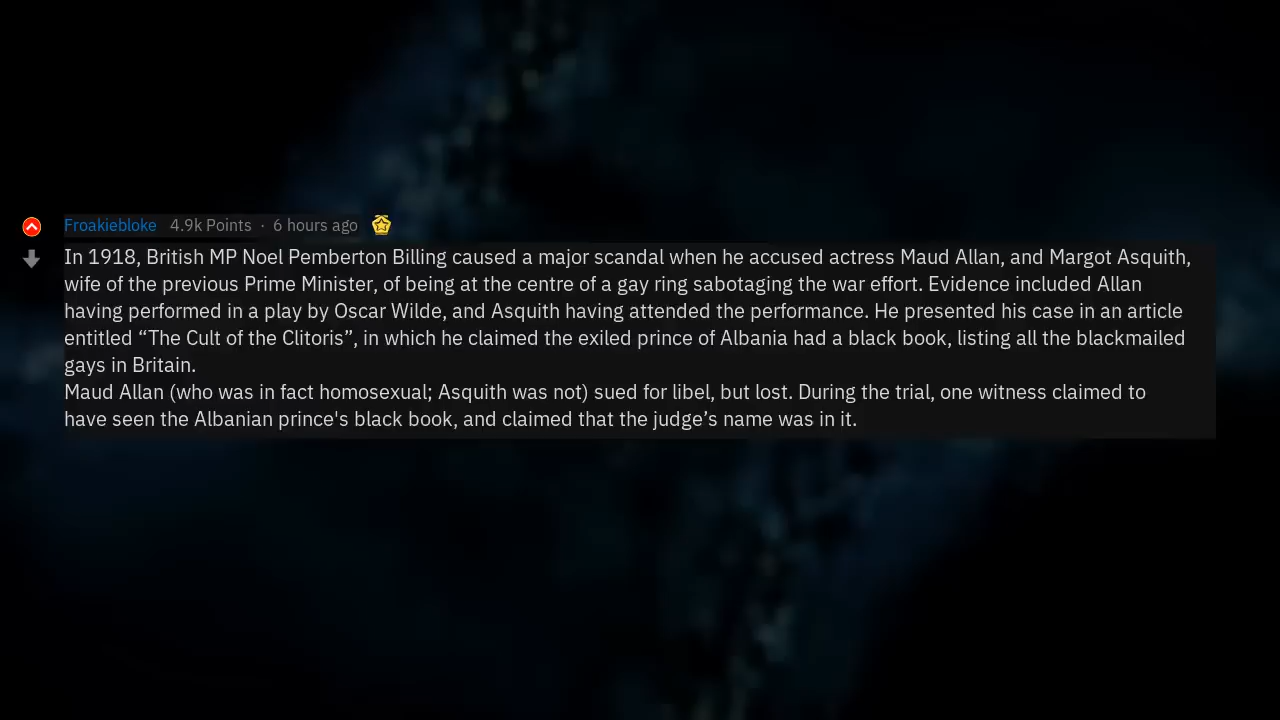 Froakiebloke 4.9k Points · 6 hours ago
In 1918, British MP Noel Pemberton Billing caused a major scandal when he accused actress Maud Allan, and Margot Asquith,
wife of the previous Prime Minister, of being at the centre of a gay ring sabotaging the war effort. Evidence included Allan
having performed in a play by Oscar Wilde, and Asquith having attended the performance. He presented his case in an article
entitled “The Cult of the Clitoris”, in which he claimed the exiled prince of Albania had a black book, listing all the blackmailed
gays in Britain.
Maud Allan (who was in fact homosexual; Asquith was not) sued for libel, but lost. During the trial, one witness claimed to
have seen the Albanian prince's black book, and claimed that the judge’s name was in it.